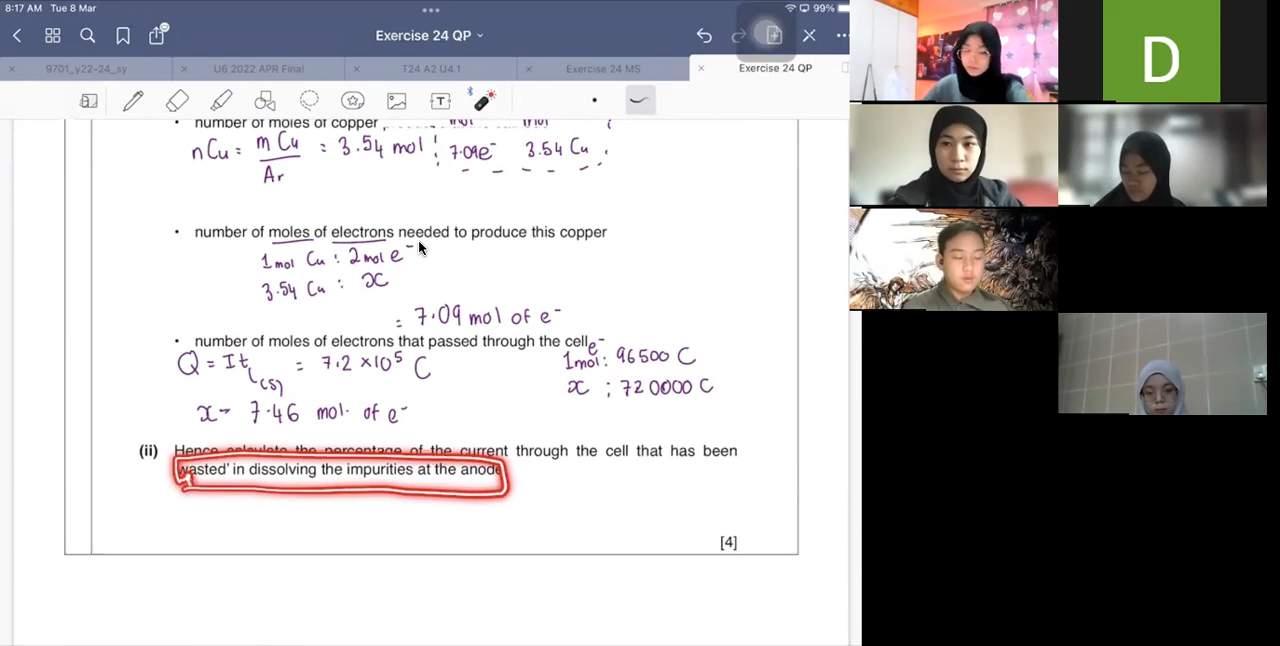 8:17 AM Tue 8 Mar
99%
Exercise 24 QP
9701_y22-24_sy
U6 2022 APR Final
T24 A2 U4.1
Exercise 24 MS
Exercise 24 QP
• number of moles of copper
nCu = m Cu / Ar = 3.54 mol
7.09e⁻ 3.54 Cu
• number of moles of electrons needed to produce this copper
1 mol Cu : 2 mol e⁻
3.54 Cu : x
= 7.09 mol of e⁻
• number of moles of electrons that passed through the cell
Q = It = 7.2 ×10⁵ C
(s)
e⁻
1mol : 96500 C
x : 720000 C
x → 7.46 mol. of e⁻
(ii) Hence calculate the percentage of the current through the cell that has been
wasted' in dissolving the impurities at the anode
[4]
D